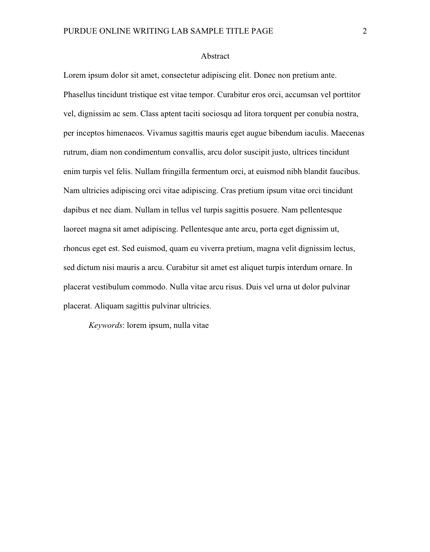 PURDUE ONLINE WRITING LAB SAMPLE TITLE PAGE 2
Abstract
Lorem ipsum dolor sit amet, consectetur adipiscing elit. Donec non pretium ante.
Phasellus tincidunt tristique est vitae tempor. Curabitur eros orci, accumsan vel porttitor
vel, dignissim ac sem. Class aptent taciti sociosqu ad litora torquent per conubia nostra,
per inceptos himenaeos. Vivamus sagittis mauris eget augue bibendum iaculis. Maecenas
rutrum, diam non condimentum convallis, arcu dolor suscipit justo, ultrices tincidunt
enim turpis vel felis. Nullam fringilla fermentum orci, at euismod nibh blandit faucibus.
Nam ultricies adipiscing orci vitae adipiscing. Cras pretium ipsum vitae orci tincidunt
dapibus et nec diam. Nullam in tellus vel turpis sagittis posuere. Nam pellentesque
laoreet magna sit amet adipiscing. Pellentesque ante arcu, porta eget dignissim ut,
rhoncus eget est. Sed euismod, quam eu viverra pretium, magna velit dignissim lectus,
sed dictum nisi mauris a arcu. Curabitur sit amet est aliquet turpis interdum ornare. In
placerat vestibulum commodo. Nulla vitae arcu risus. Duis vel urna ut dolor pulvinar
placerat. Aliquam sagittis pulvinar ultricies.
Keywords: lorem ipsum, nulla vitae